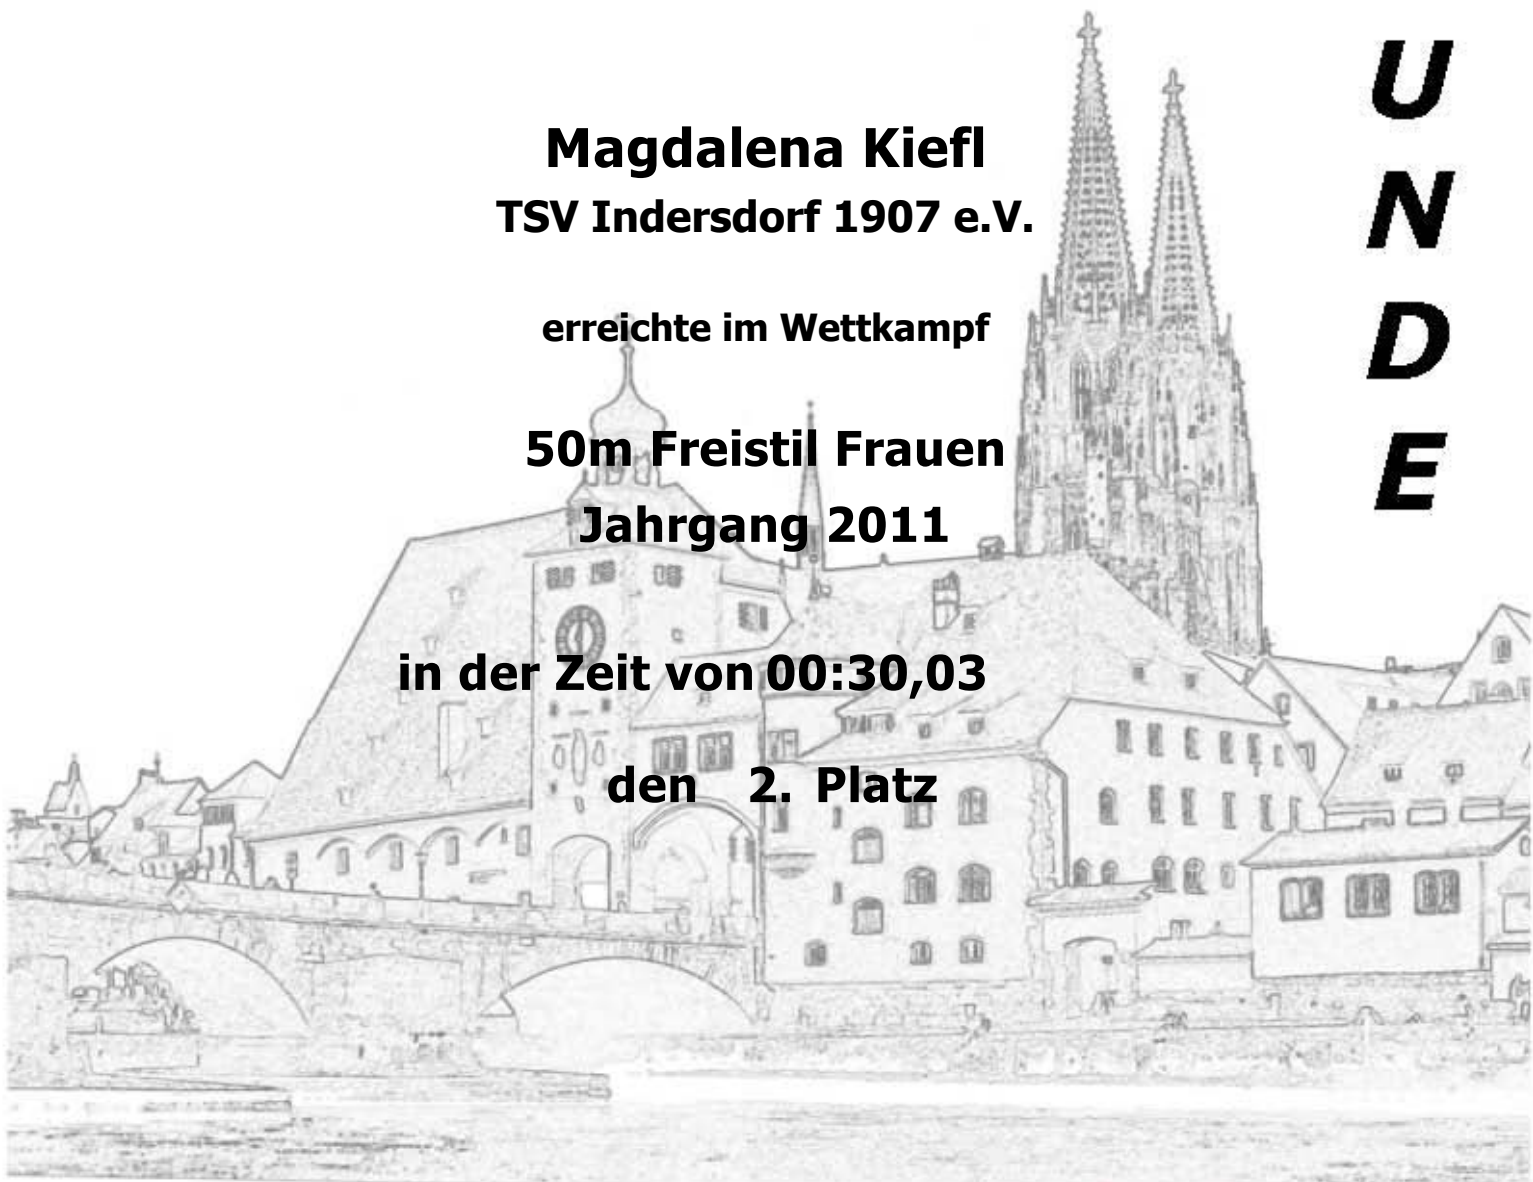 Magdalena Kiefl
TSV Indersdorf 1907 e.V.
erreichte im Wettkampf
50m Freistil Frauen
Jahrgang 2011
in der Zeit von 00:30,03
den 2. Platz
U
N
D
E